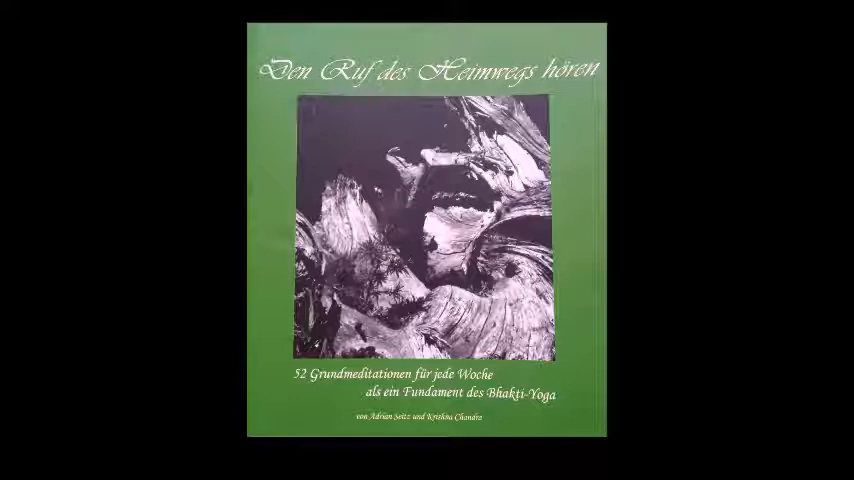 Den Ruf des Heimwegs hören
52 Grundmeditationen für jede Woche
als ein Fundament des Bhakti-Yoga
von Adrian Seitz und Krishna Chandra